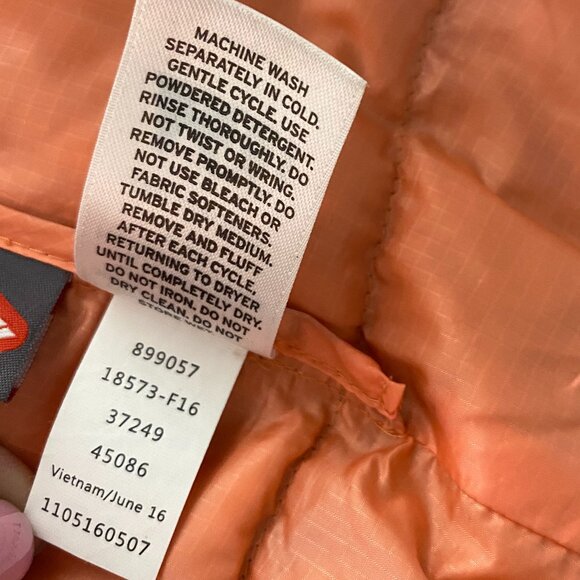 MACHINE WASH
SEPARATELY IN COLD.
GENTLE CYCLE. USE
POWDERED DETERGENT.
RINSE THOROUGHLY. DO
NOT TWIST OR WRING.
REMOVE PROMPTLY. DO
NOT USE BLEACH OR
FABRIC SOFTENERS.
TUMBLE DRY MEDIUM.
REMOVE AND FLUFF
AFTER EACH CYCLE.
RETURNING TO DRYER
UNTIL COMPLETELY DRY.
DO NOT IRON. DO NOT
DRY CLEAN. DO NOT
STORE WET
899057
18573-F16
37249
45086
Vietnam/June 16
1105160507